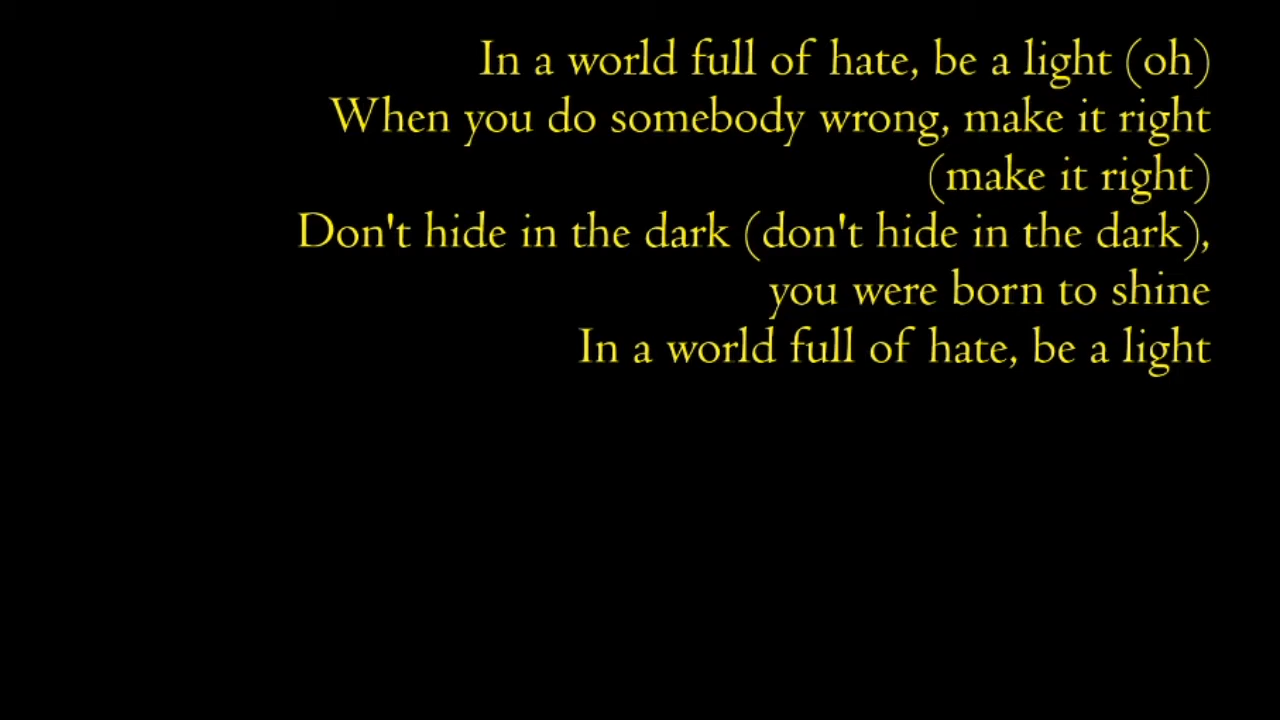 In a world full of hate, be a light (oh)
When you do somebody wrong, make it right
(make it right)
Don't hide in the dark (don't hide in the dark),
you were born to shine
In a world full of hate, be a light